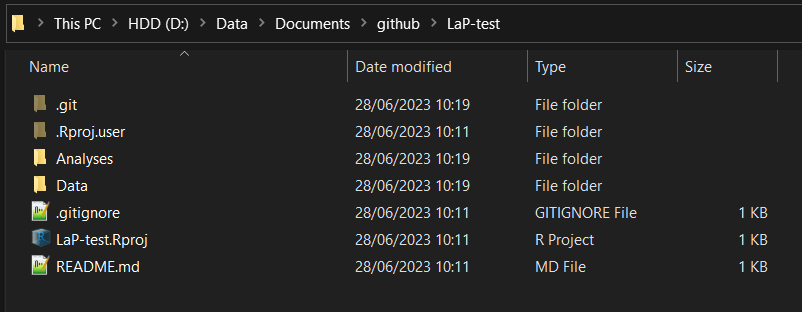 This PC > HDD (D:) > Data > Documents > github > LaP-test
Name Date modified Type Size
.git 28/06/2023 10:19 File folder
.Rproj.user 28/06/2023 10:11 File folder
Analyses 28/06/2023 10:19 File folder
Data 28/06/2023 10:19 File folder
.gitignore 28/06/2023 10:11 GITIGNORE File 1 KB
LaP-test.Rproj 28/06/2023 10:11 R Project 1 KB
README.md 28/06/2023 10:11 MD File 1 KB